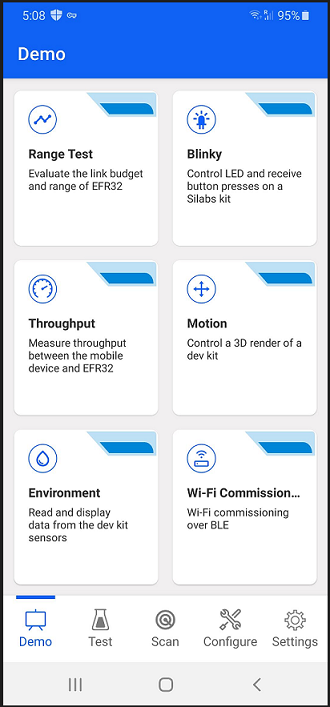 5:08
95%
Demo
Range Test
Evaluate the link budget
and range of EFR32
Blinky
Control LED and receive
button presses on a
Silabs kit
Throughput
Measure throughput
between the mobile
device and EFR32
Motion
Control a 3D render of a
dev kit
Environment
Read and display
data from the dev kit
sensors
Wi-Fi Commission...
Wi-Fi commissioning
over BLE
Demo
Test
Scan
Configure
Settings